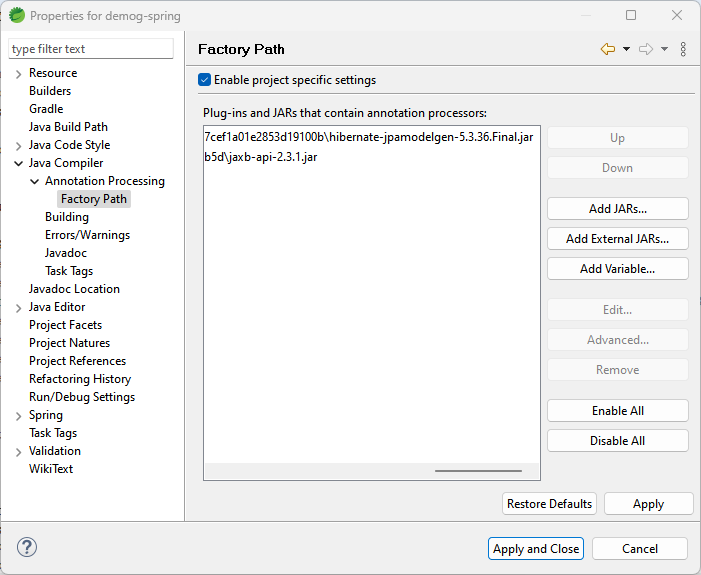 Properties for demog-spring
type filter text
Resource
Builders
Gradle
Java Build Path
Java Code Style
Java Compiler
Annotation Processing
Factory Path
Building
Errors/Warnings
Javadoc
Task Tags
Javadoc Location
Java Editor
Project Facets
Project Natures
Project References
Refactoring History
Run/Debug Settings
Spring
Task Tags
Validation
WikiText
Factory Path
Enable project specific settings
Plug-ins and JARs that contain annotation processors:
7cef1a01e2853d19100b\hibernate-jpamodelgen-5.3.36.Final.jar
b5d\jaxb-api-2.3.1.jar
Up
Down
Add JARs...
Add External JARs...
Add Variable...
Edit...
Advanced...
Remove
Enable All
Disable All
Restore Defaults
Apply
?
Apply and Close
Cancel